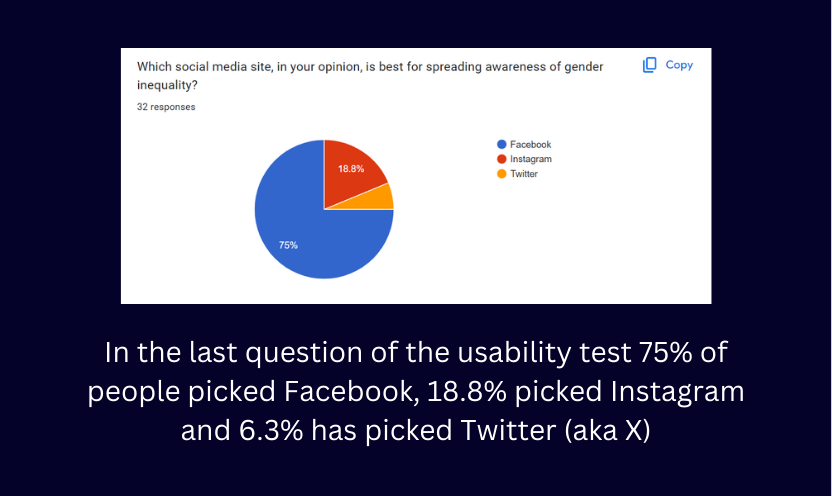 Which social media site, in your opinion, is best for spreading awareness of gender
inequality?
Copy
32 responses
Facebook
Instagram
Twitter
18.8%
75%
In the last question of the usability test 75% of
people picked Facebook, 18.8% picked Instagram
and 6.3% has picked Twitter (aka X)